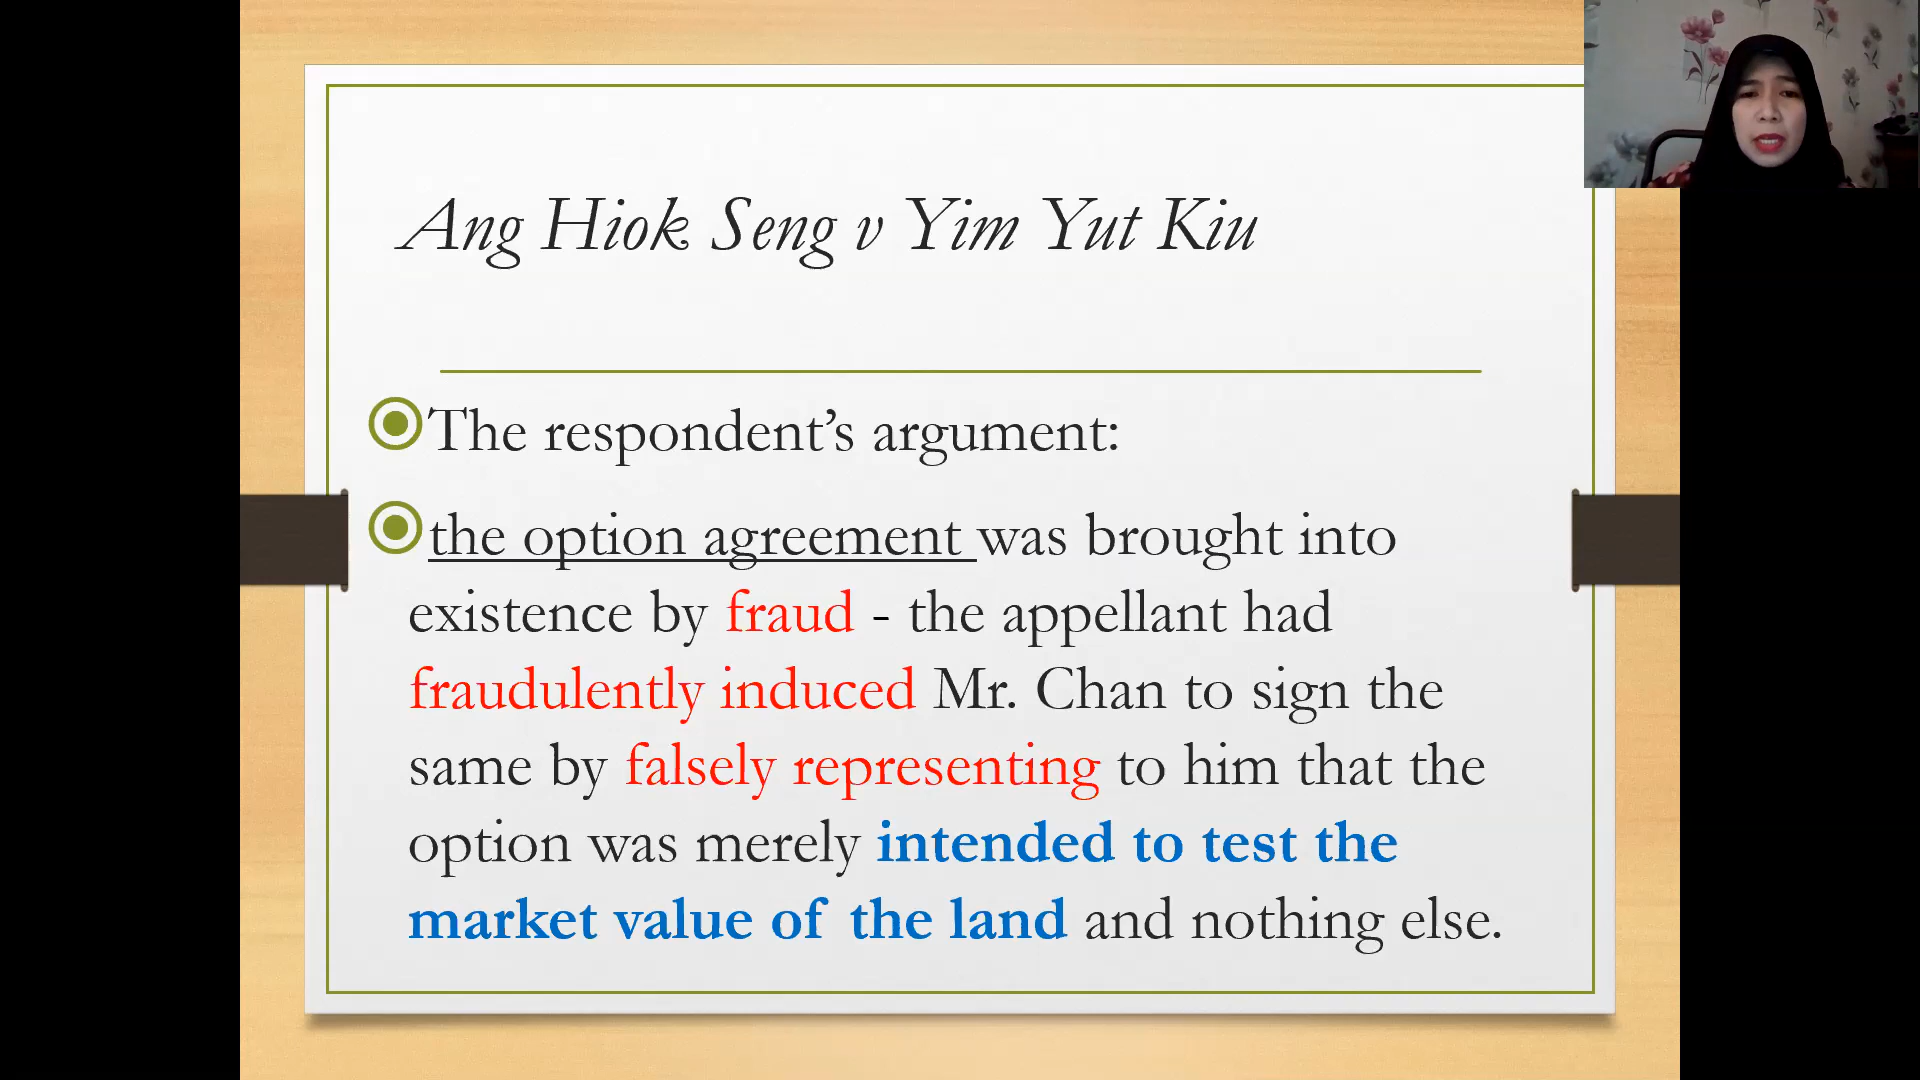 Ang Hiok Seng v Yim Yut Kiu
The respondent’s argument:
the option agreement was brought into
existence by fraud - the appellant had
fraudulently induced Mr. Chan to sign the
same by falsely representing to him that the
option was merely intended to test the
market value of the land and nothing else.